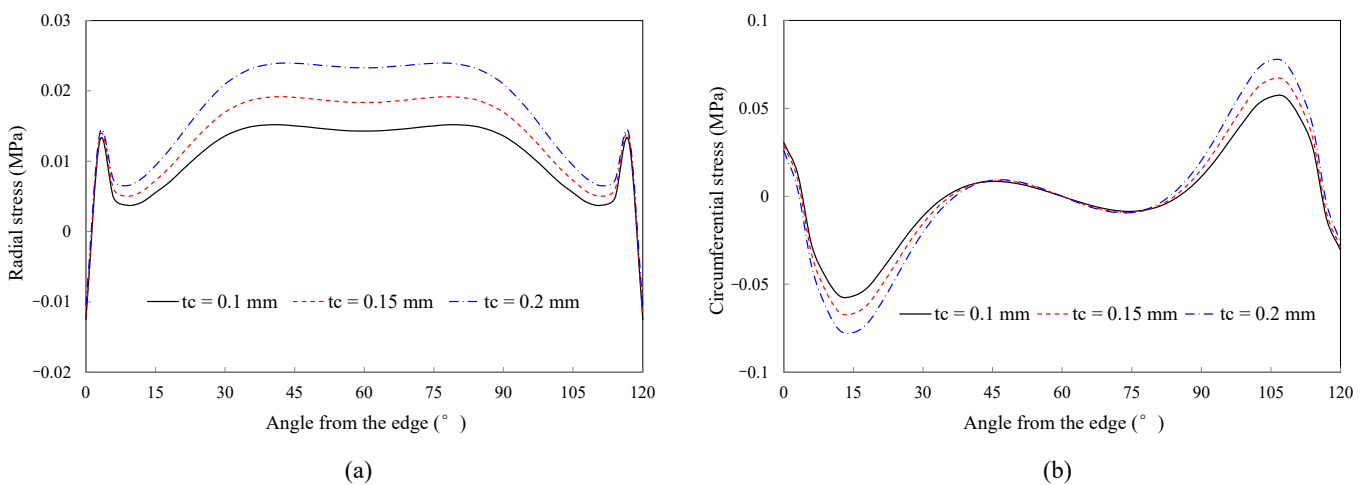 0.03
0.02
0.01
0
−0.01
−0.02
Radial stress (MPa)
tc = 0.1 mm
tc = 0.15 mm
tc = 0.2 mm
0 15 30 45 60 75 90 105 120
Angle from the edge (° )
(a)
0.1
0.05
0
−0.05
−0.1
Circumferential stress (MPa)
tc = 0.1 mm
tc = 0.15 mm
tc = 0.2 mm
0 15 30 45 60 75 90 105 120
Angle from the edge (° )
(b)